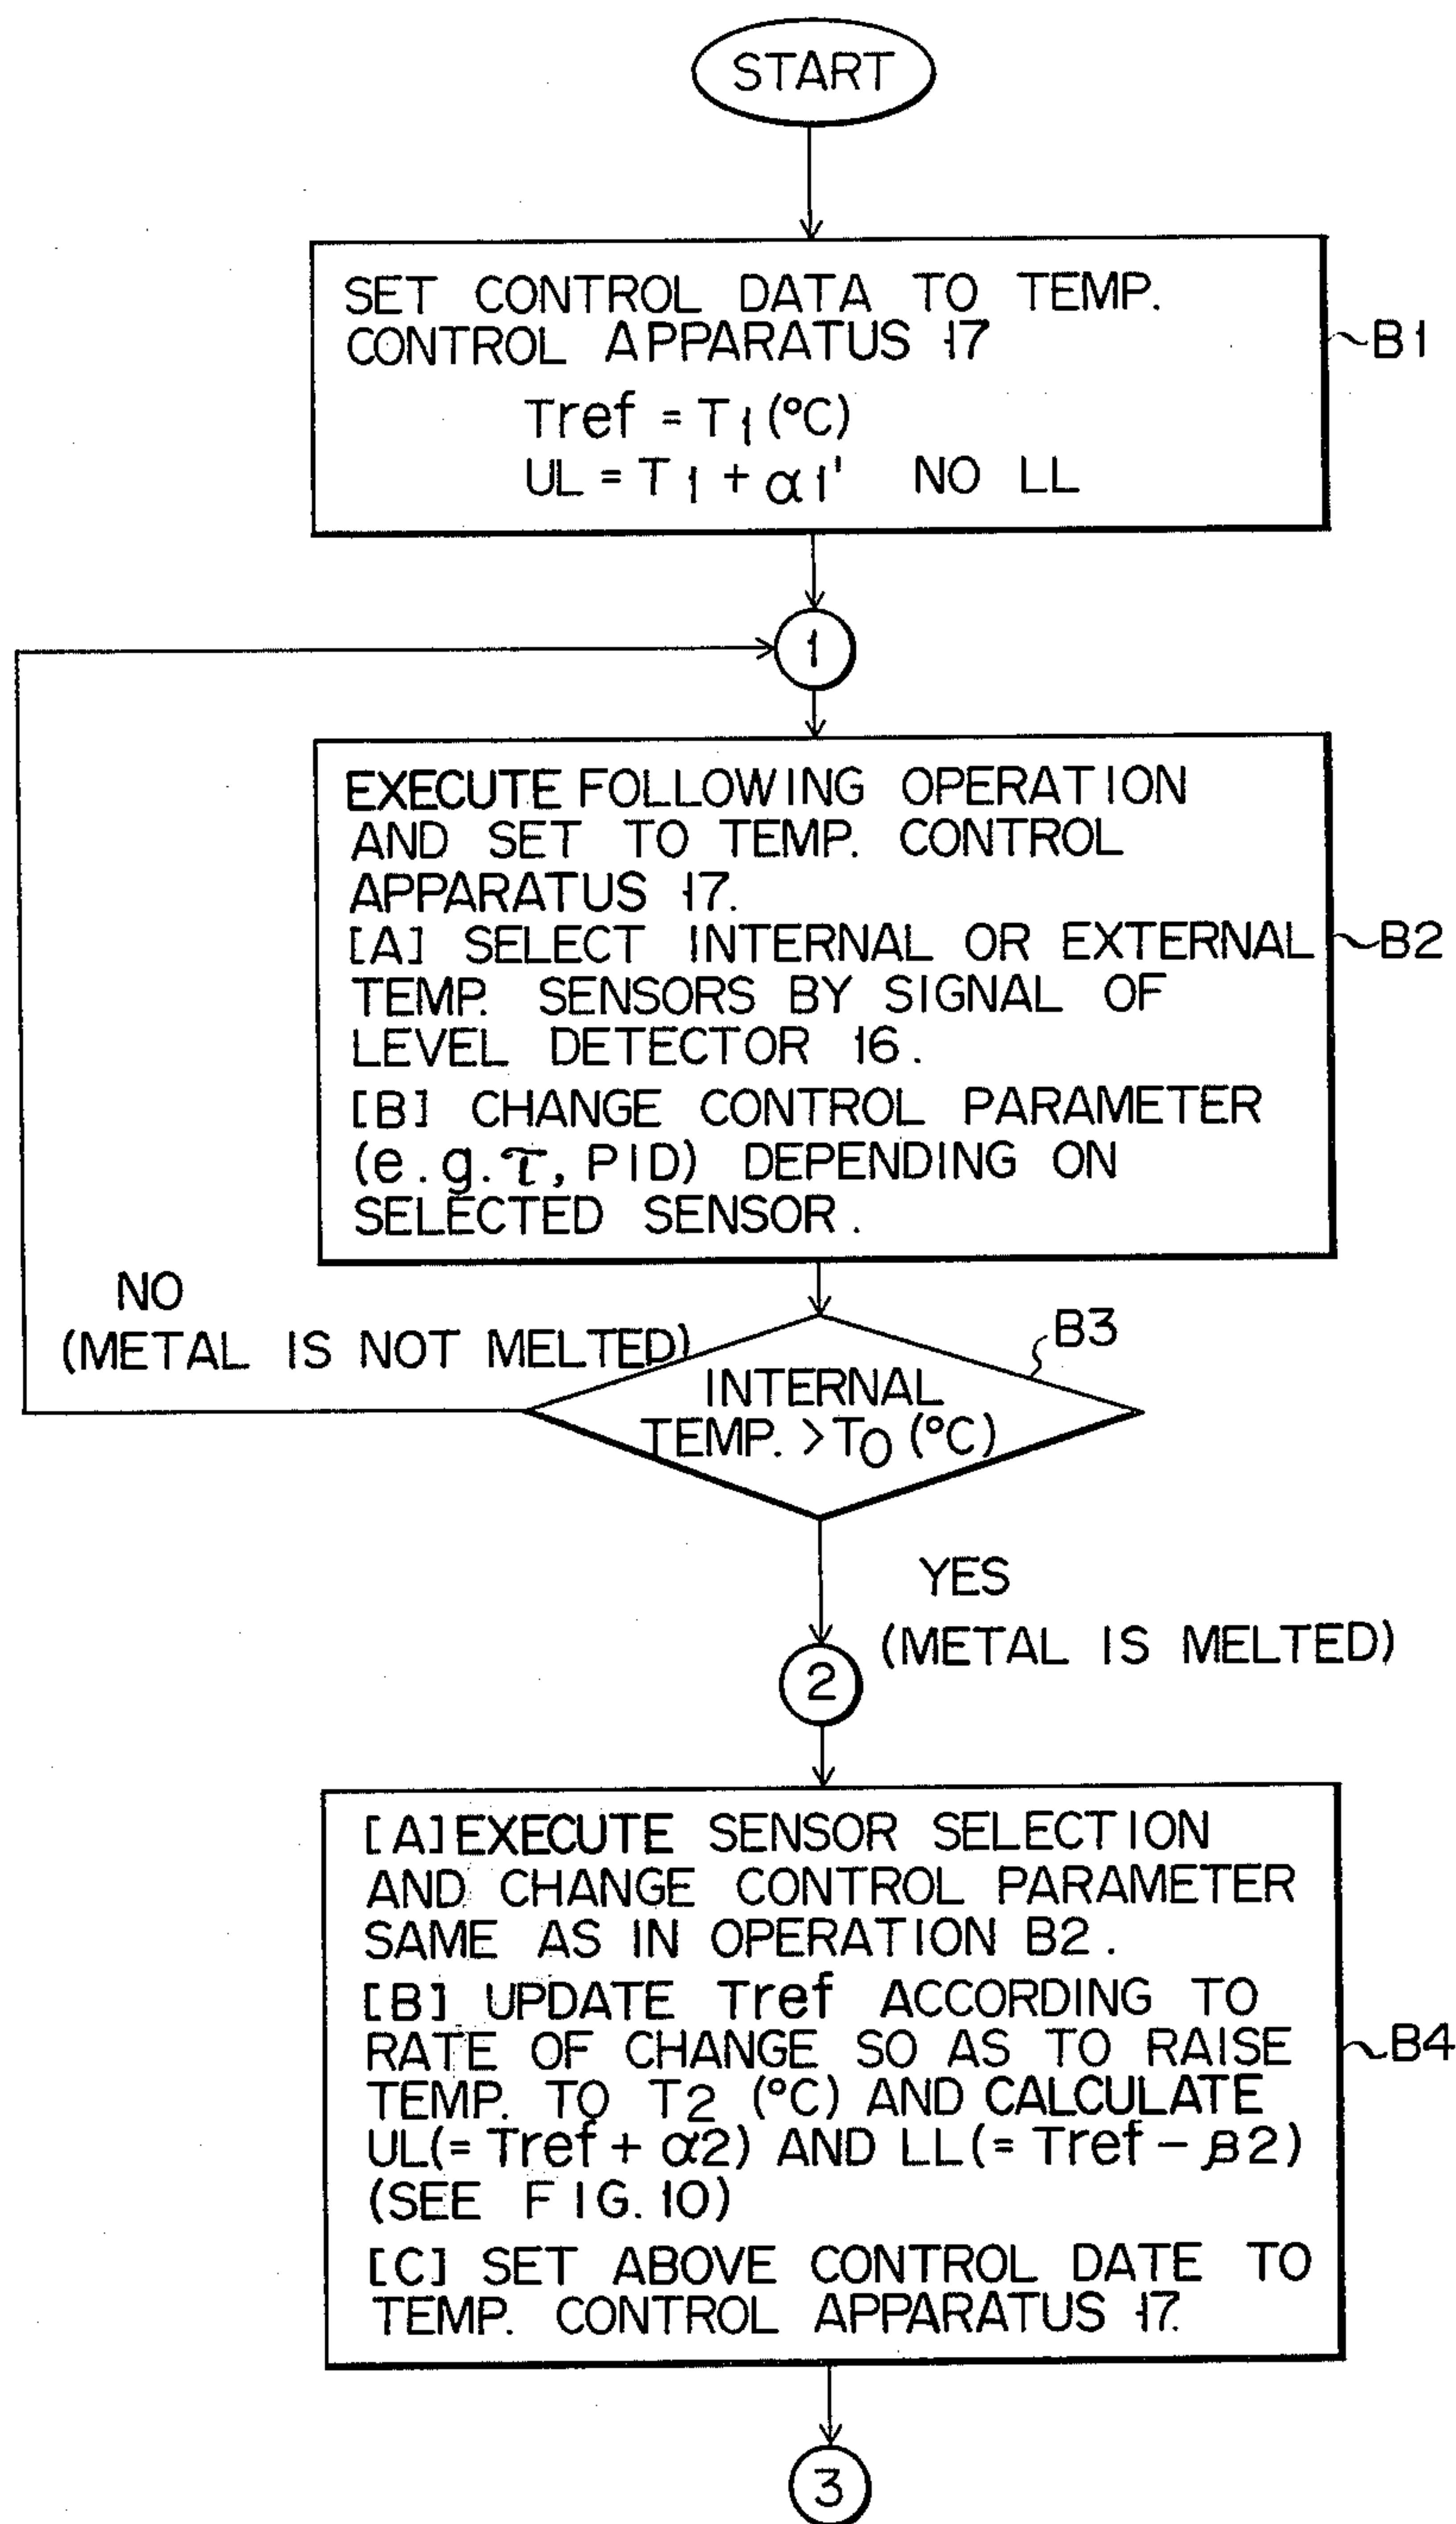 START
SET CONTROL DATA TO TEMP.
CONTROL APPARATUS 17
Tref = T1 (°C)
UL = T1 + α1' NO LL
B1
1
EXECUTE FOLLOWING OPERATION
AND SET TO TEMP. CONTROL
APPARATUS 17.
[A] SELECT INTERNAL OR EXTERNAL
TEMP. SENSORS BY SIGNAL OF
LEVEL DETECTOR 16.
[B] CHANGE CONTROL PARAMETER
(e.g. τ, PID) DEPENDING ON
SELECTED SENSOR.
B2
NO
(METAL IS NOT MELTED)
B3
INTERNAL
TEMP. > T0 (°C)
YES
(METAL IS MELTED)
2
[A] EXECUTE SENSOR SELECTION
AND CHANGE CONTROL PARAMETER
SAME AS IN OPERATION B2.
[B] UPDATE Tref ACCORDING TO
RATE OF CHANGE SO AS TO RAISE
TEMP. TO T2 (°C) AND CALCULATE
UL(= Tref + α2) AND LL(= Tref - β2)
(SEE FIG. 10)
[C] SET ABOVE CONTROL DATE TO
TEMP. CONTROL APPARATUS 17.
B4
3